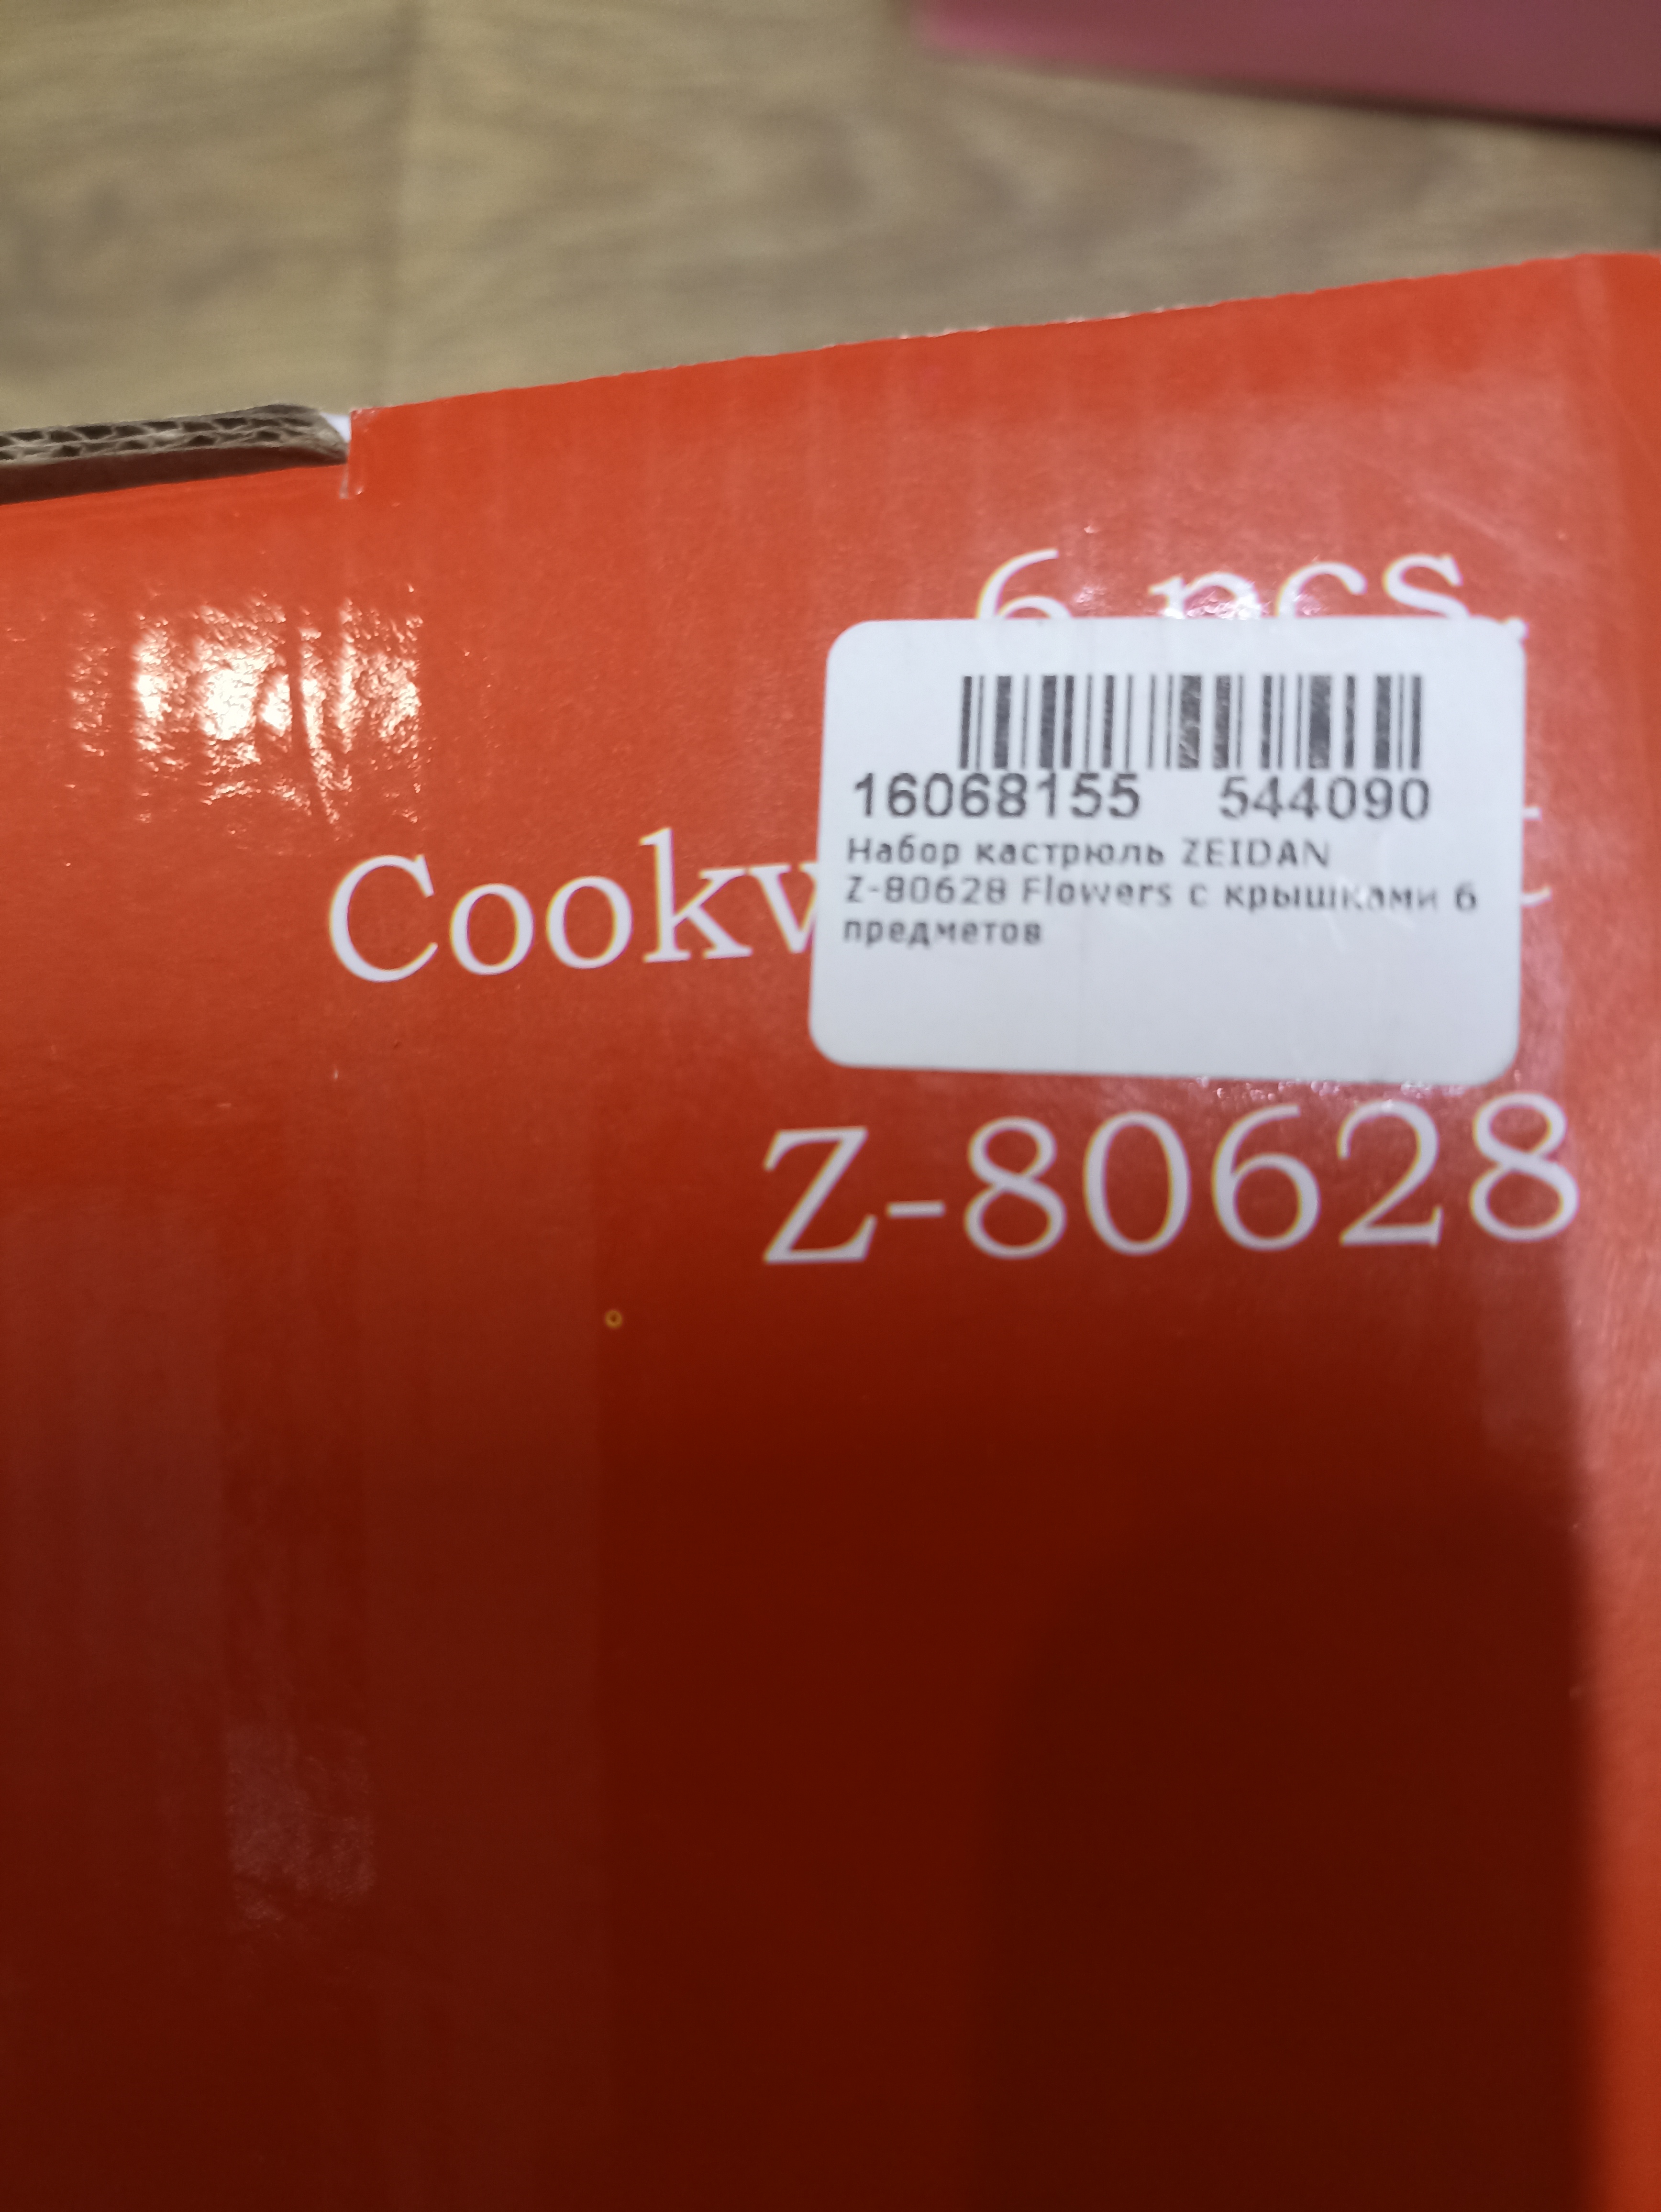 6 pcs.
16068155 544090
Набор кастрюль ZEIDAN
Z-80628 Flowers с крышками 6
предметов
Z-80628